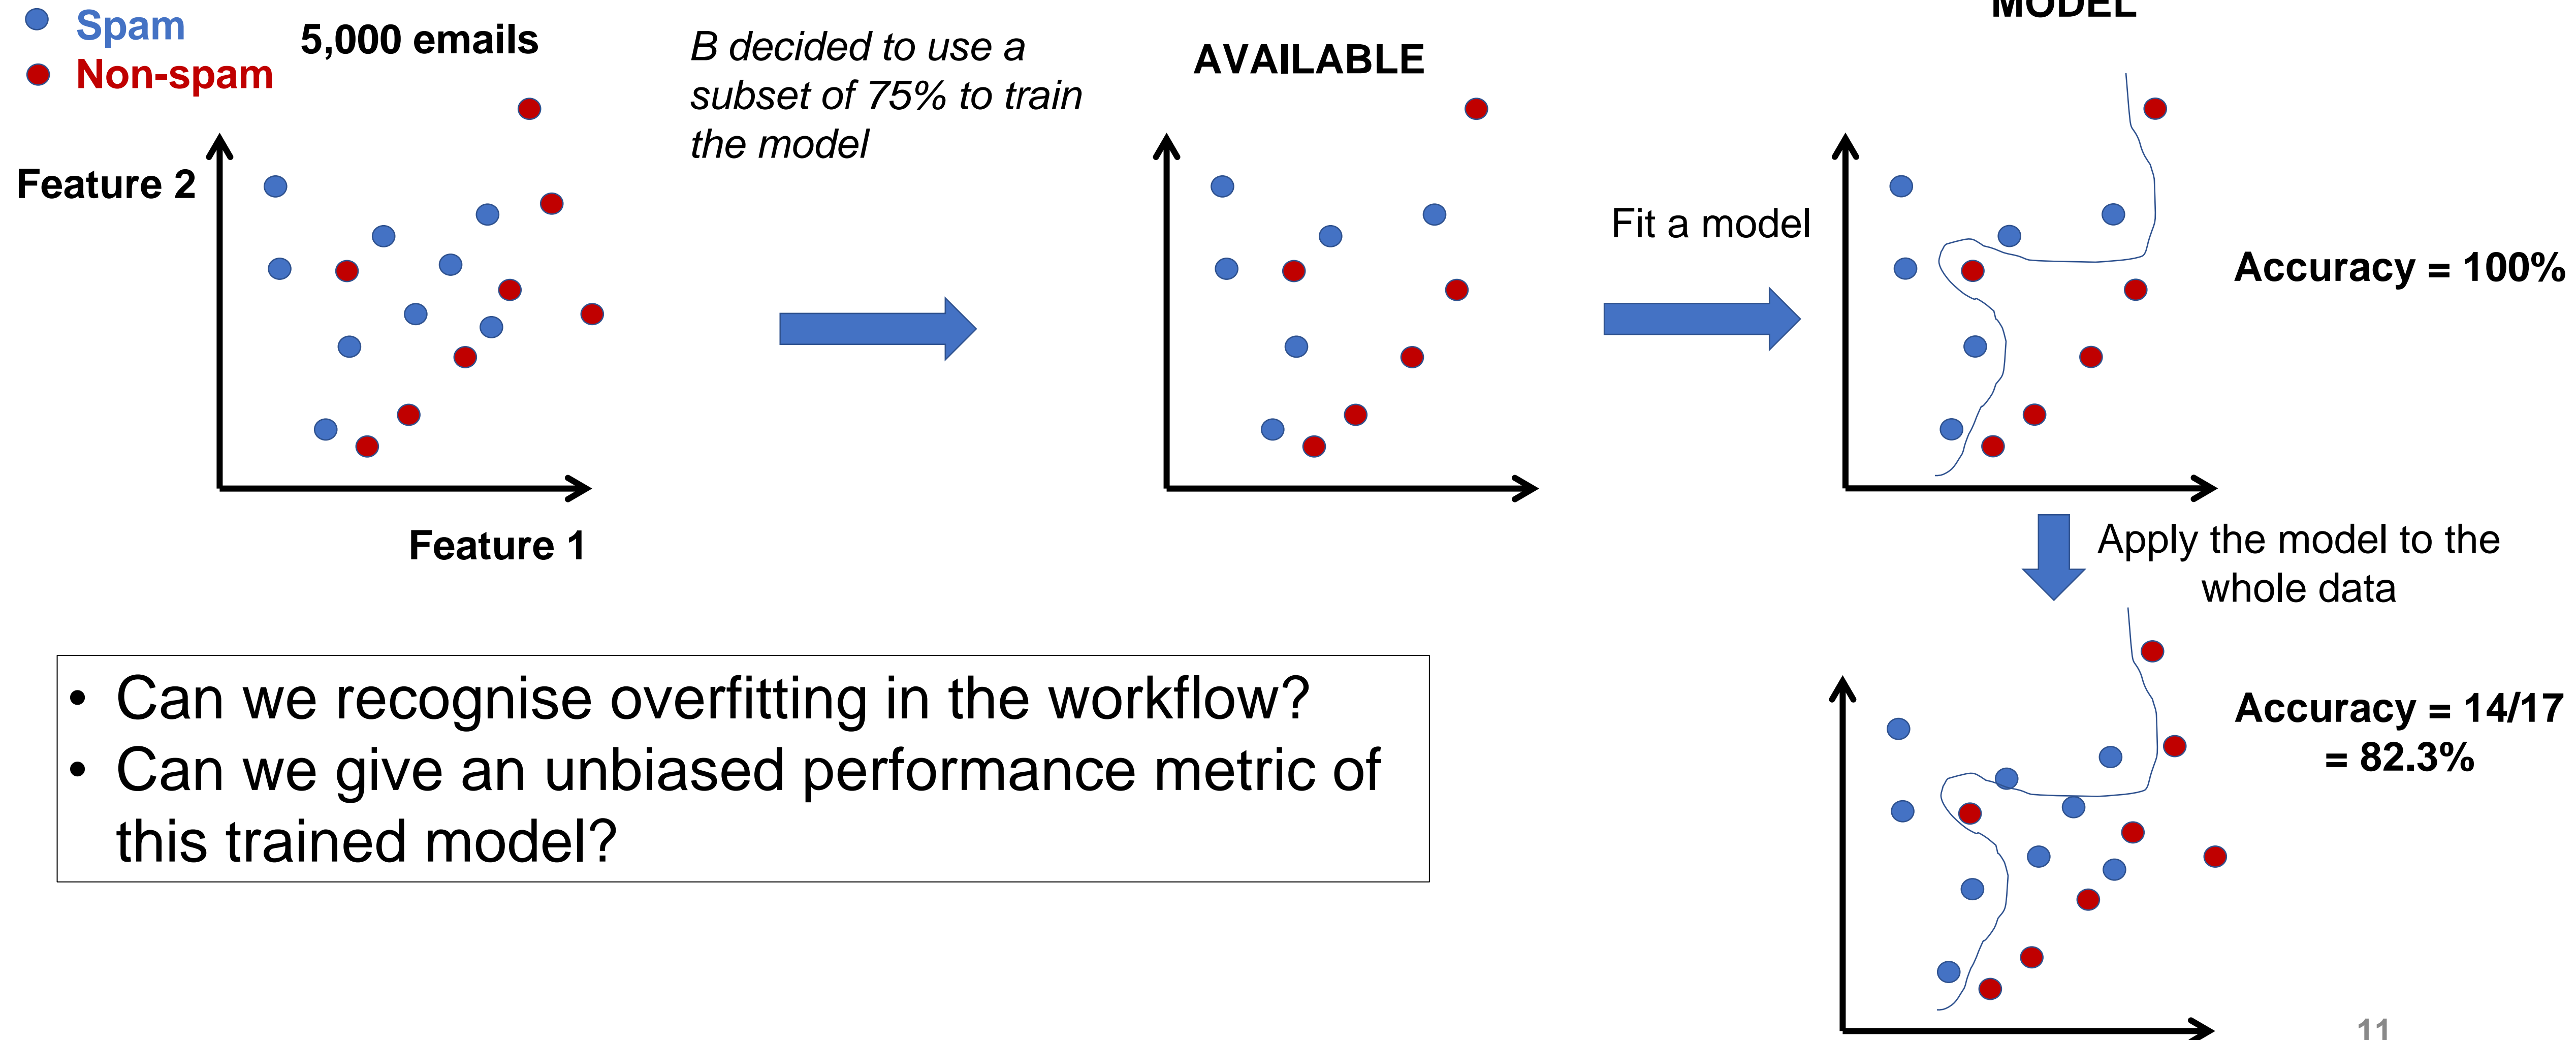 Spam
Non-spam
5,000 emails
B decided to use a
subset of 75% to train
the model
AVAILABLE
MODEL
Feature 2
Feature 1
Fit a model
Accuracy = 100%
Apply the model to the
whole data
Accuracy = 14/17
= 82.3%
• Can we recognise overfitting in the workflow?
• Can we give an unbiased performance metric of
this trained model?
11